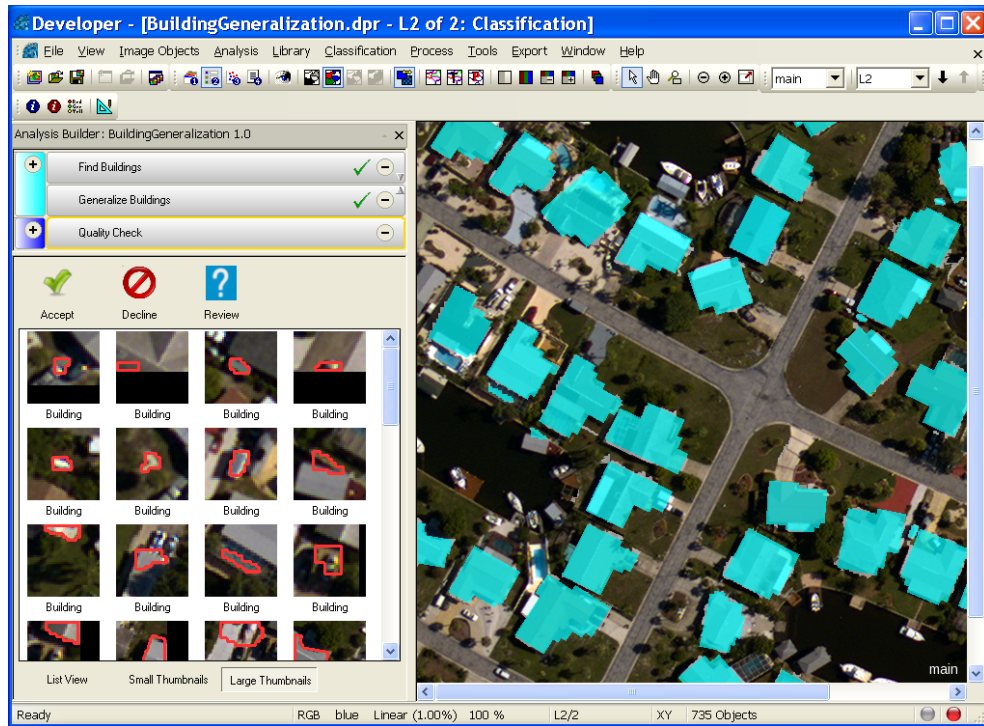 Developer - [BuildingGeneralization.dpr - L2 of 2: Classification]
File View Image Objects Analysis Library Classification Process Tools Export Window Help
main L2
Analysis Builder: BuildingGeneralization 1.0
Find Buildings
Generalize Buildings
Quality Check
Accept Decline Review
Building Building Building Building
Building Building Building Building
Building Building Building Building
List View Small Thumbnails Large Thumbnails
main
Ready RGB blue Linear (1.00%) 100 % L2/2 XY 735 Objects